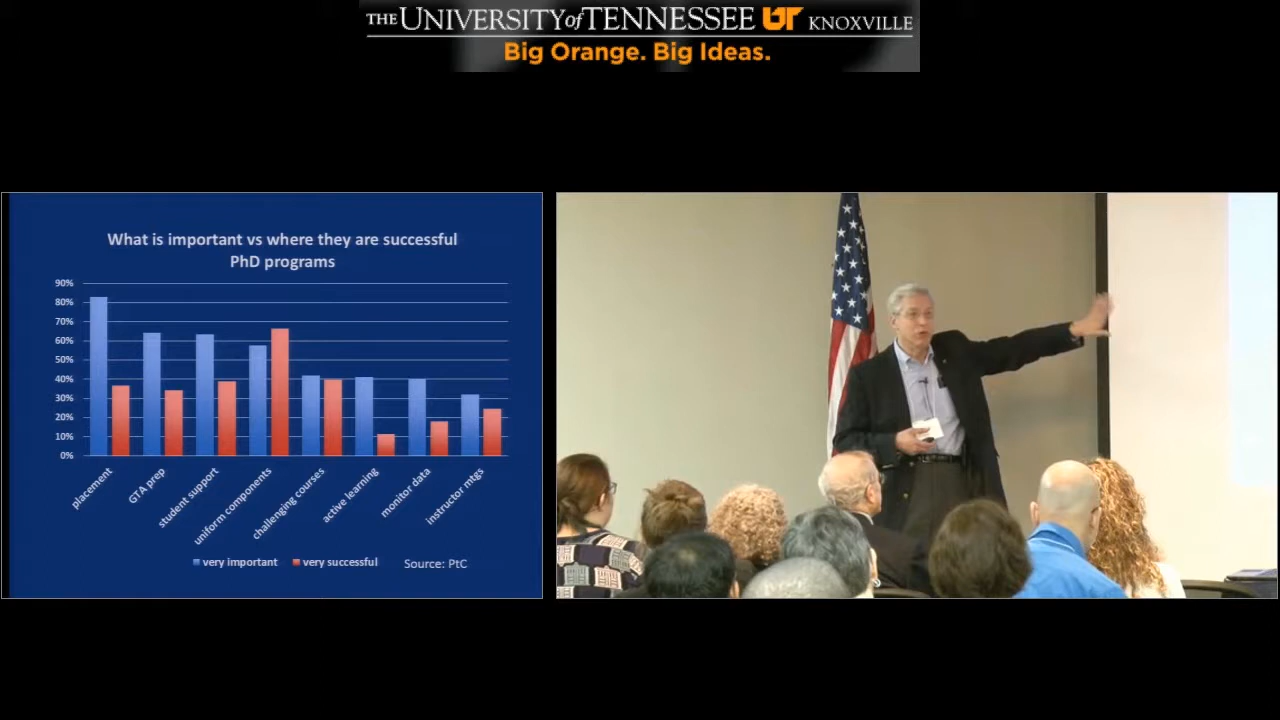 THE UNIVERSITY of TENNESSEE UT KNOXVILLE
Big Orange. Big Ideas.
What is important vs where they are successful
PhD programs
90%
80%
70%
60%
50%
40%
30%
20%
10%
0%
placement
GTA prep
student support
uniform components
challenging courses
active learning
monitor data
instructor mtgs
very important
very successful
Source: PtC